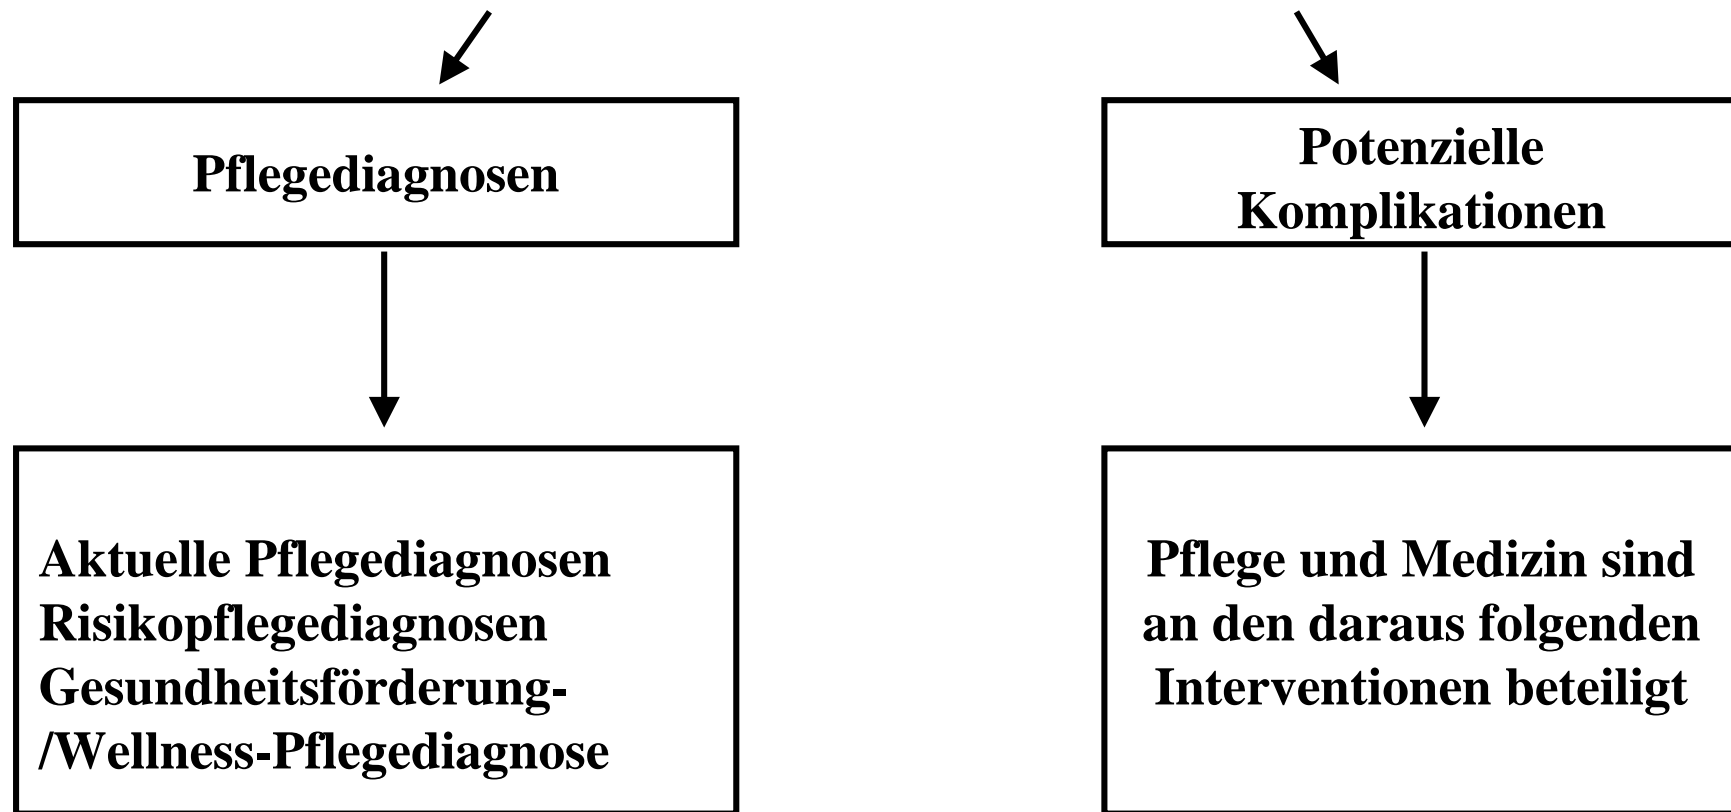 Pflegediagnosen
Potenzielle
Komplikationen
Aktuelle Pflegediagnosen
Risikopflegediagnosen
Gesundheitsförderung-
/Wellness-Pflegediagnose
Pflege und Medizin sind
an den daraus folgenden
Interventionen beteiligt